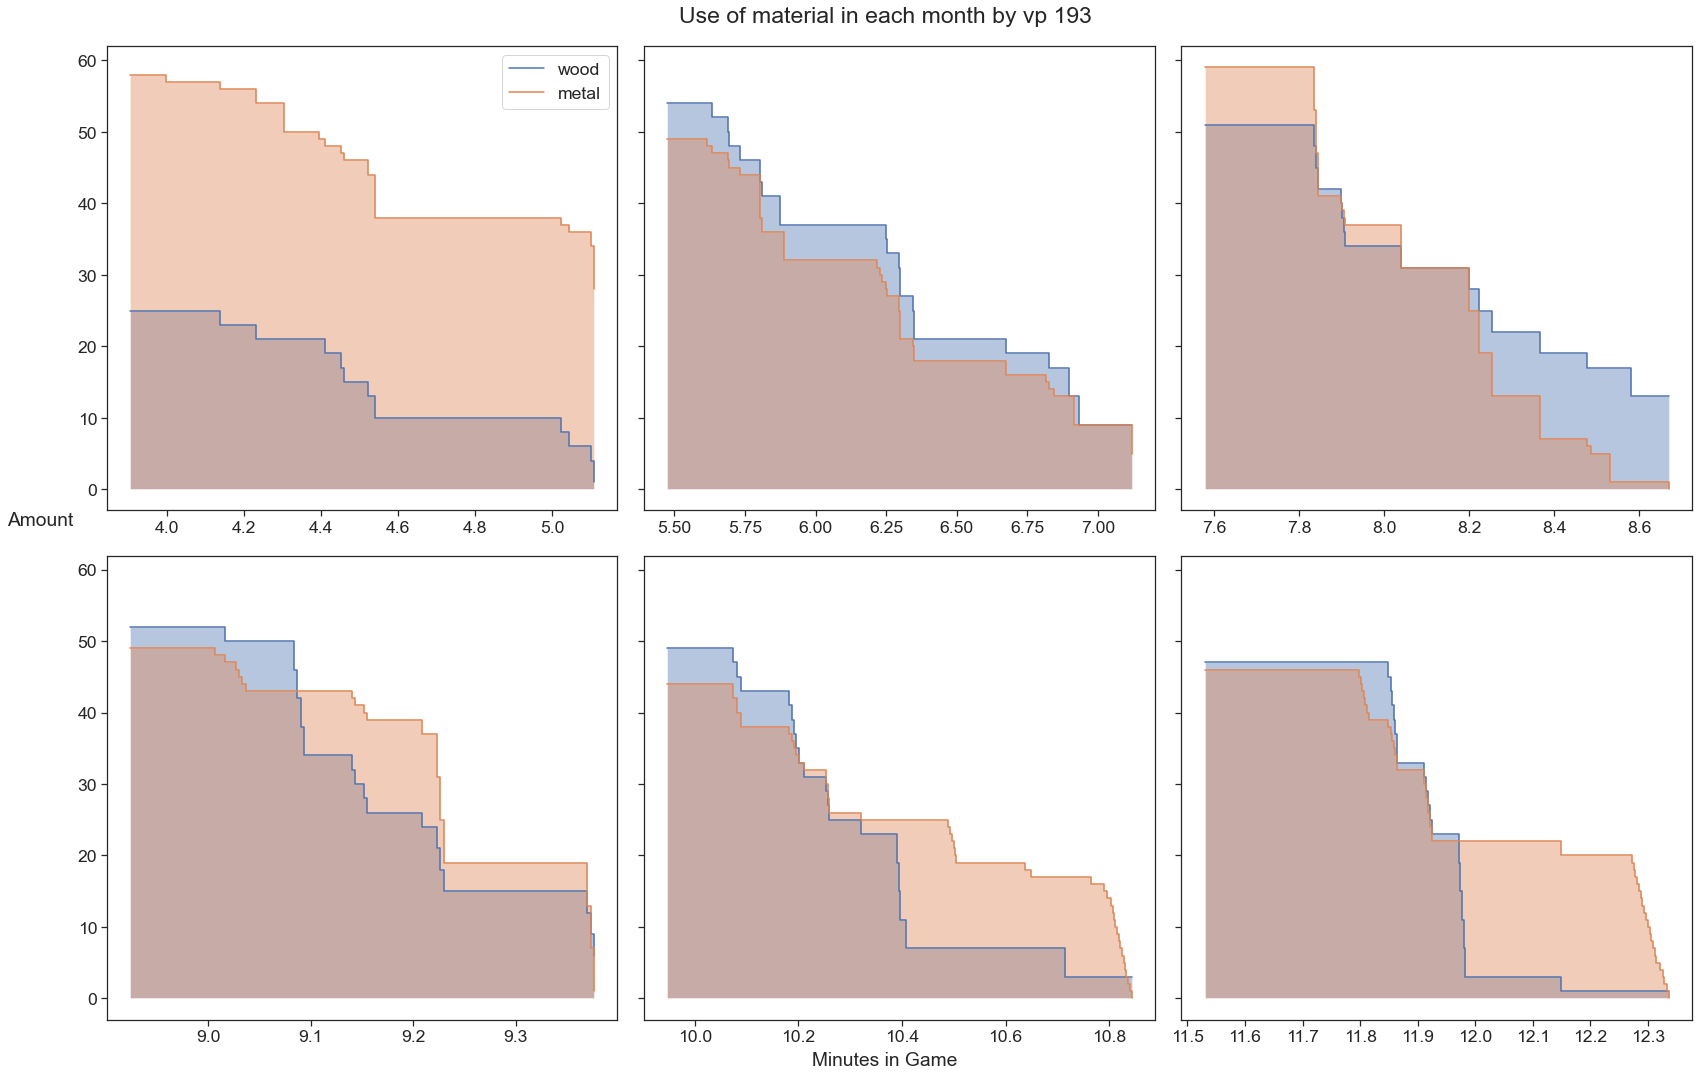 Use of material in each month by vp 193
wood
metal
60
50
40
30
20
10
0
4.0 4.2 4.4 4.6 4.8 5.0
5.50 5.75 6.00 6.25 6.50 6.75 7.00
7.6 7.8 8.0 8.2 8.4 8.6
Amount
60
50
40
30
20
10
0
9.0 9.1 9.2 9.3
10.0 10.2 10.4 10.6 10.8
11.5 11.6 11.7 11.8 11.9 12.0 12.1 12.2 12.3
Minutes in Game